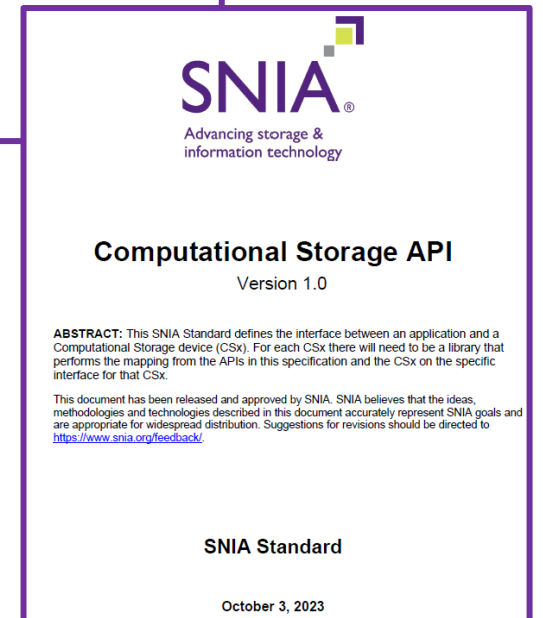 SNIA®
Advancing storage &
information technology
Computational Storage API
Version 1.0
ABSTRACT: This SNIA Standard defines the interface between an application and a
Computational Storage device (CSx). For each CSx there will need to be a library that
performs the mapping from the APIs in this specification and the CSx on the specific
interface for that CSx.
This document has been released and approved by SNIA. SNIA believes that the ideas,
methodologies and technologies described in this document accurately represent SNIA goals and
are appropriate for widespread distribution. Suggestions for revisions should be directed to
https://www.snia.org/feedback/.
SNIA Standard
October 3, 2023